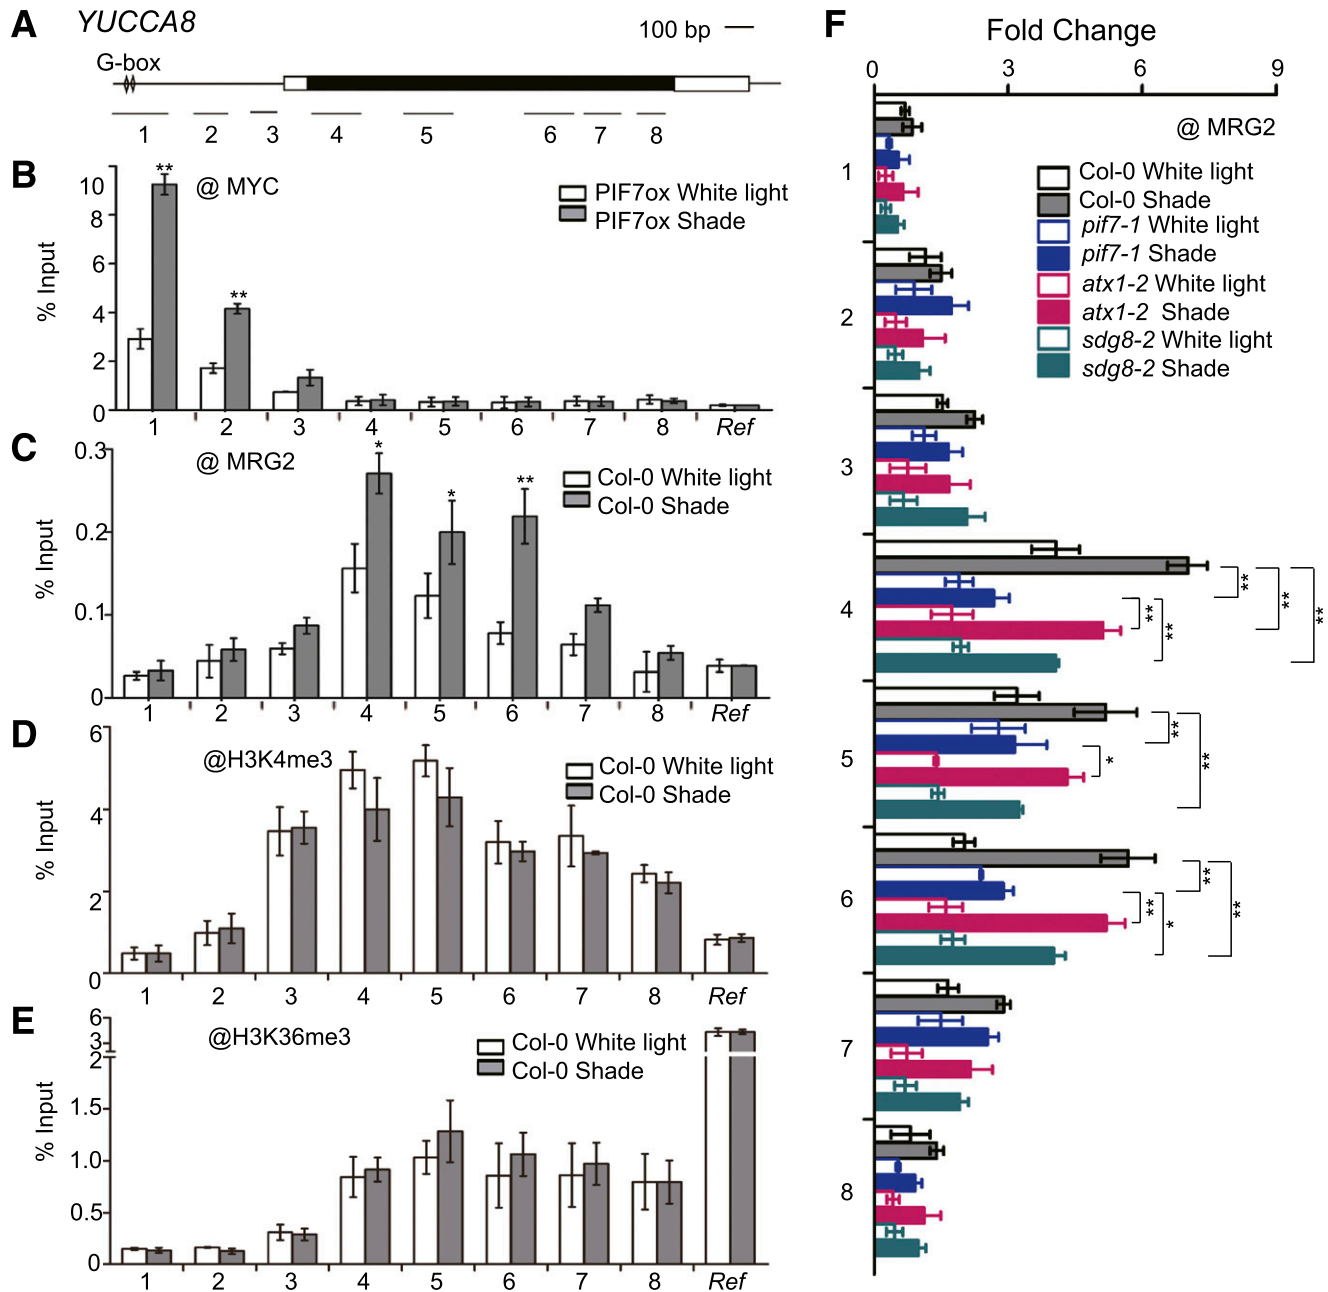 A
YUCCA8
100 bp
G-box
1 2 3 4 5 6 7 8
B
@ MYC
PIF7ox White light
PIF7ox Shade
% Input
10
8
6
4
2
0
** **
1 2 3 4 5 6 7 8 Ref
C
@ MRG2
Col-0 White light
Col-0 Shade
% Input
0.3
0.2
0.1
0
* * **
1 2 3 4 5 6 7 8 Ref
D
@H3K4me3
Col-0 White light
Col-0 Shade
% Input
6
4
2
0
1 2 3 4 5 6 7 8 Ref
E
@H3K36me3
Col-0 White light
Col-0 Shade
% Input
6
3
2
1.5
1.0
0.5
0
1 2 3 4 5 6 7 8 Ref
F
Fold Change
0 3 6 9
@ MRG2
Col-0 White light
Col-0 Shade
pif7-1 White light
pif7-1 Shade
atx1-2 White light
atx1-2 Shade
sdg8-2 White light
sdg8-2 Shade
1
2
3
4
** ** ** ** **
5
** ** *
6
** ** ** *
7
8